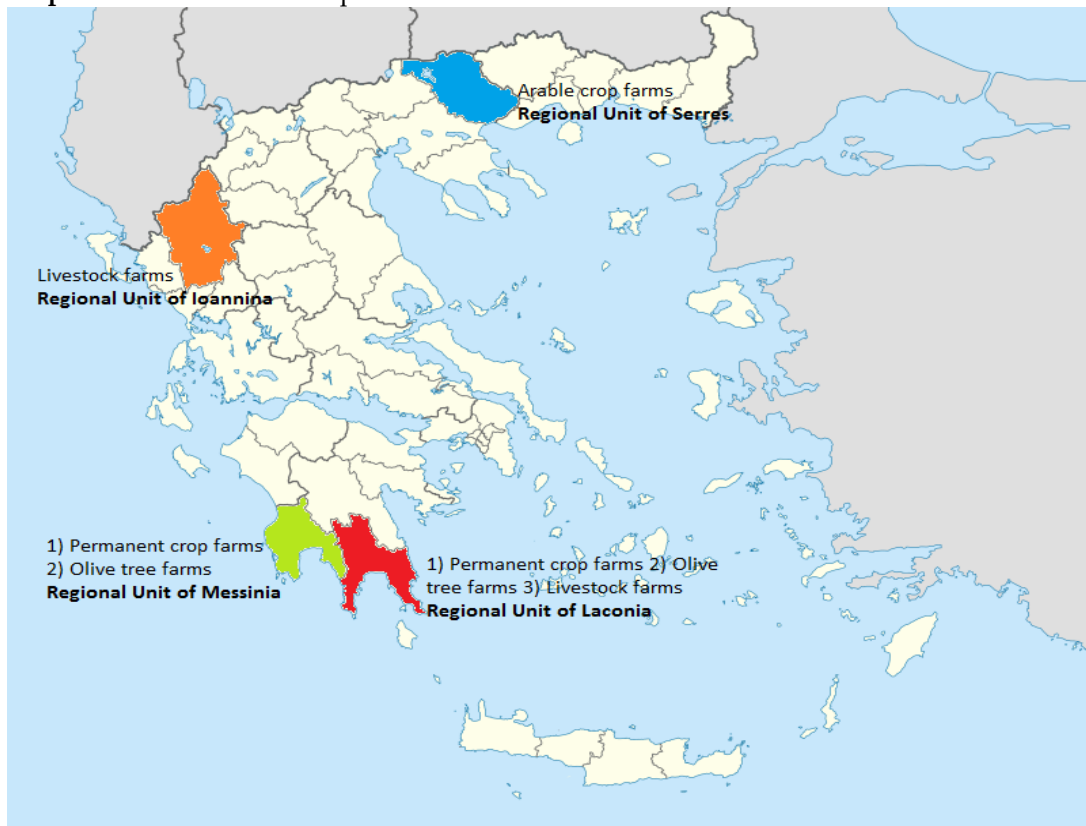 Arable crop farms
Regional Unit of Serres
Livestock farms
Regional Unit of Ioannina
1) Permanent crop farms
2) Olive tree farms
Regional Unit of Messinia
1) Permanent crop farms 2) Olive
tree farms 3) Livestock farms
Regional Unit of Laconia